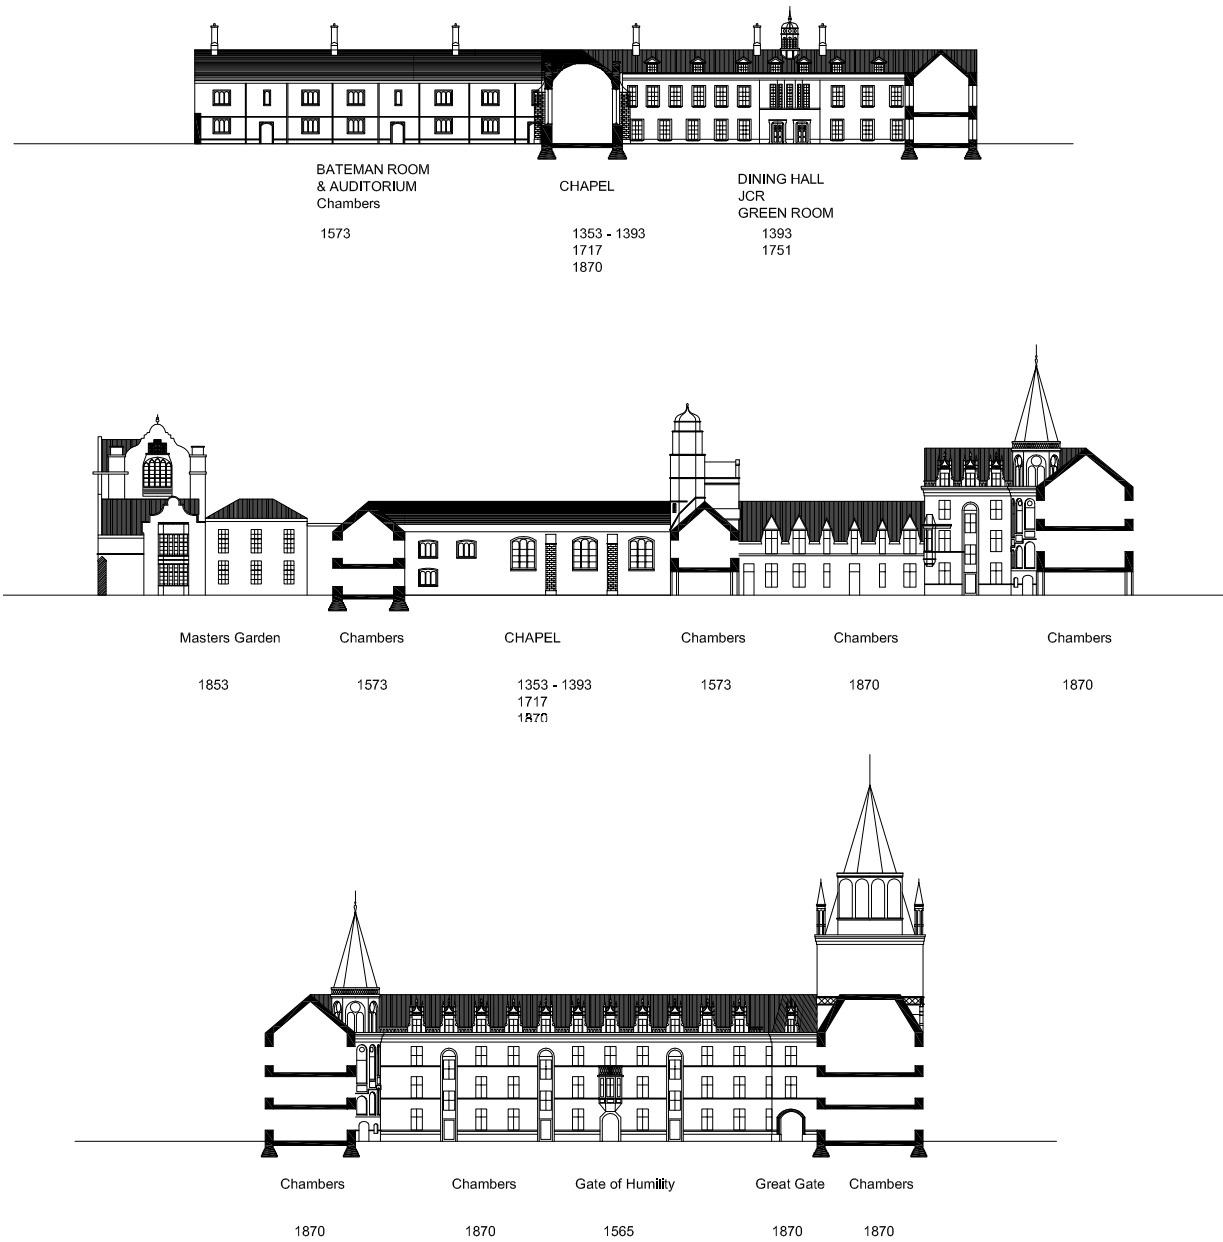 BATEMAN ROOM
& AUDITORIUM
Chambers
1573
CHAPEL
1353 - 1393
1717
1870
DINING HALL
JCR
GREEN ROOM
1393
1751
Masters Garden
Chambers
CHAPEL
Chambers
Chambers
Chambers
1853
1573
1353 - 1393
1717
1870
1573
1870
1870
Chambers
Chambers
Gate of Humility
Great Gate
Chambers
1870
1870
1565
1870
1870